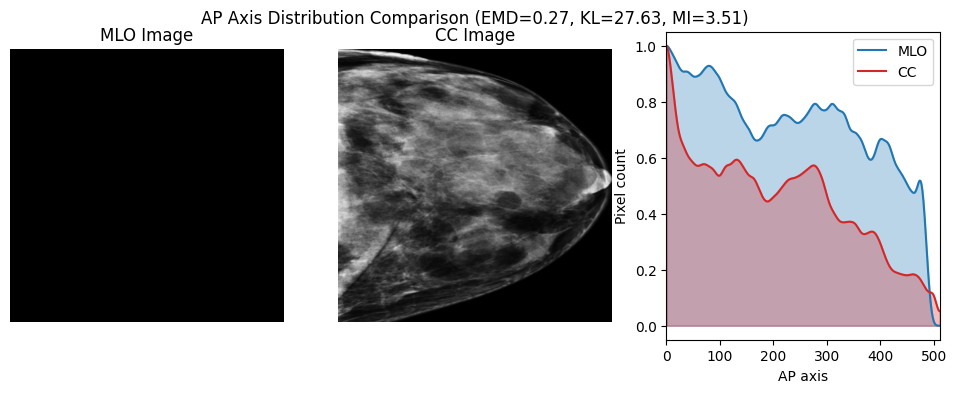 AP Axis Distribution Comparison (EMD=0.27, KL=27.63, MI=3.51)
MLO Image
CC Image
MLO
CC
Pixel count
1.0
0.8
0.6
0.4
0.2
0.0
0 100 200 300 400 500
AP axis